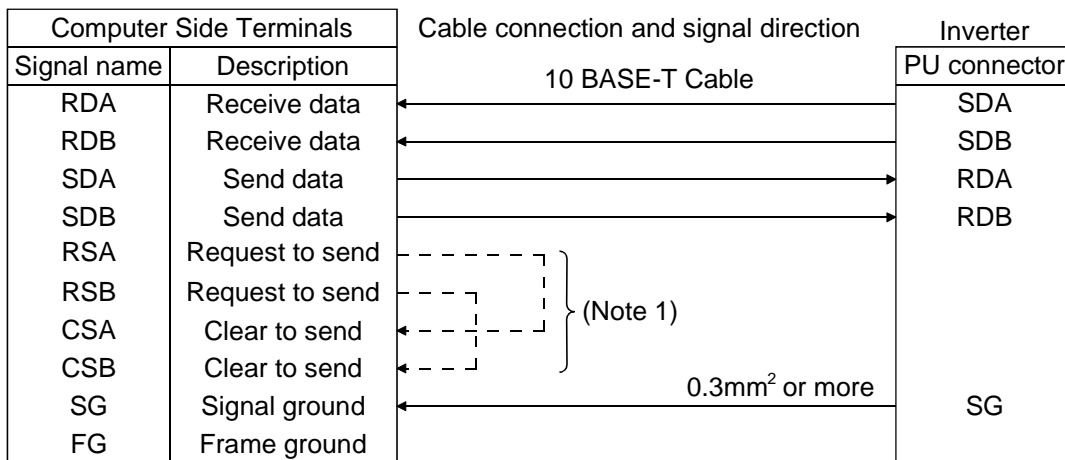 Computer Side Terminals Cable connection and signal direction Inverter
Signal name Description 10 BASE-T Cable PU connector
RDA Receive data SDA
RDB Receive data SDB
SDA Send data RDA
SDB Send data RDB
RSA Request to send
RSB Request to send (Note 1)
CSA Clear to send
CSB Clear to send
0.3mm² or more
SG Signal ground SG
FG Frame ground